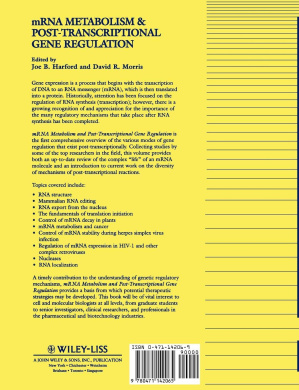 mRNA METABOLISM &
POST-TRANSCRIPTIONAL
GENE REGULATION
Edited by
Joe B. Harford and David R. Morris
Gene expression is a process that begins with the transcription
of DNA to an RNA messenger (mRNA), which is then translated
into a protein. Historically, attention has been focused on the
regulation of RNA synthesis (transcription); however, there is a
growing recognition of and appreciation for the importance of
the many regulatory mechanisms that take place after RNA
synthesis has been completed.
mRNA Metabolism and Post-Transcriptional Gene Regulation is
the first comprehensive overview of the various modes of gene
regulation that exist post-transcriptionally. Collecting studies by
some of the top researchers in the field, this volume provides
both an up-to-date review of the complex "life" of an mRNA
molecule and an introduction to current work on the diversity
of mechanisms of post-transcriptional reactions.
Topics covered include:
• RNA structure
• Mammalian RNA editing
• RNA export from the nucleus
• The fundamentals of translation initiation
• Control of mRNA decay in plants
• mRNA metabolism and cancer
• Control of mRNA stability during herpes simplex virus
infection
• Regulation of mRNA expression in HIV-1 and other
complex retroviruses
• Nucleases
• RNA localization
A timely contribution to the understanding of genetic regulatory
mechanisms, mRNA Metabolism and Post-Transcriptional Gene
Regulation provides a basis from which potential therapeutic
strategies may be developed. This book will be of vital interest to
cell and molecular biologists at all levels, from graduate students
to senior investigators, clinical researchers, and professionals in
the pharmaceutical and biotechnology industries.
WILEY-LISS
A JOHN WILEY & SONS, INC., PUBLICATION
New York • Chichester • Weinheim
Brisbane • Toronto • Singapore
ISBN 0-471-14206-9
90000
9 780471 142065